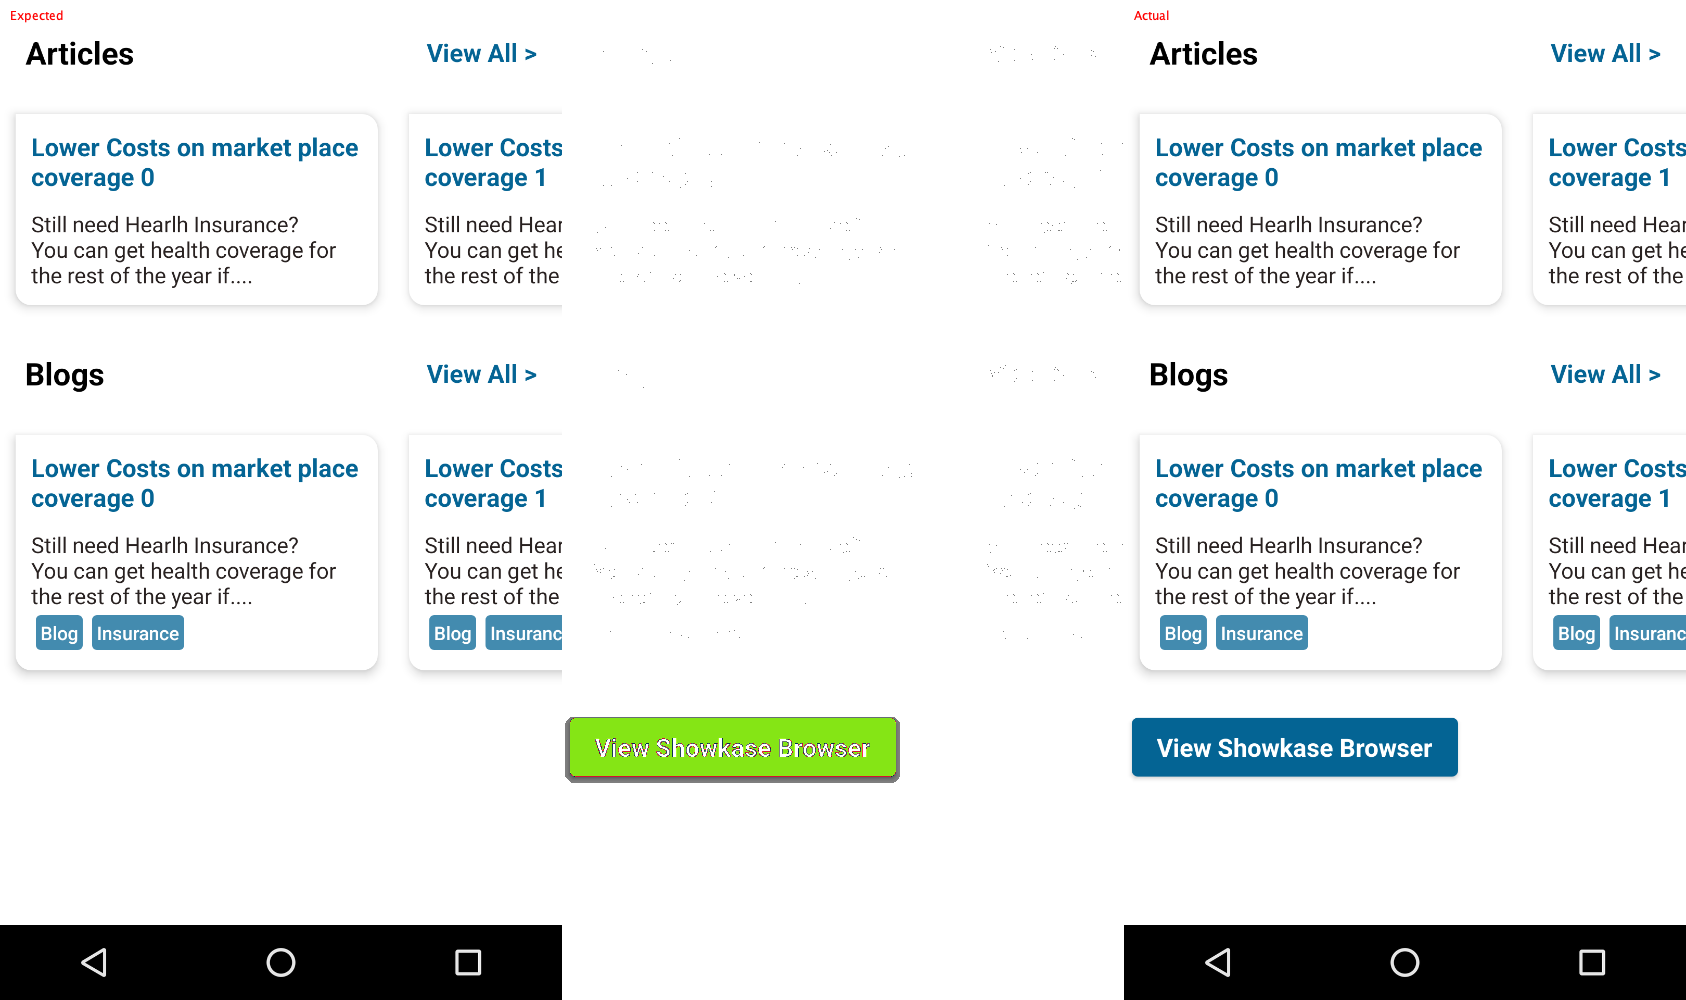 Expected
Articles View All >
Lower Costs on market place
coverage 0
Still need Hearlh Insurance?
You can get health coverage for
the rest of the year if....
Lower Costs
coverage 1
Still need Hear
You can get he
the rest of the
Blogs View All >
Lower Costs on market place
coverage 0
Still need Hearlh Insurance?
You can get health coverage for
the rest of the year if....
Blog Insurance
Lower Costs
coverage 1
Still need Hear
You can get he
the rest of the
Blog Insuranc
View Showkase Browser
Actual
Articles View All >
Lower Costs on market place
coverage 0
Still need Hearlh Insurance?
You can get health coverage for
the rest of the year if....
Lower Costs
coverage 1
Still need Hear
You can get he
the rest of the
Blogs View All >
Lower Costs on market place
coverage 0
Still need Hearlh Insurance?
You can get health coverage for
the rest of the year if....
Blog Insurance
Lower Costs
coverage 1
Still need Hear
You can get he
the rest of the
Blog Insuranc
View Showkase Browser